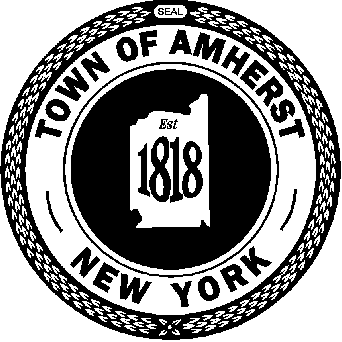 SEAL
TOWN OF AMHERST
Est
1818
NEW YORK